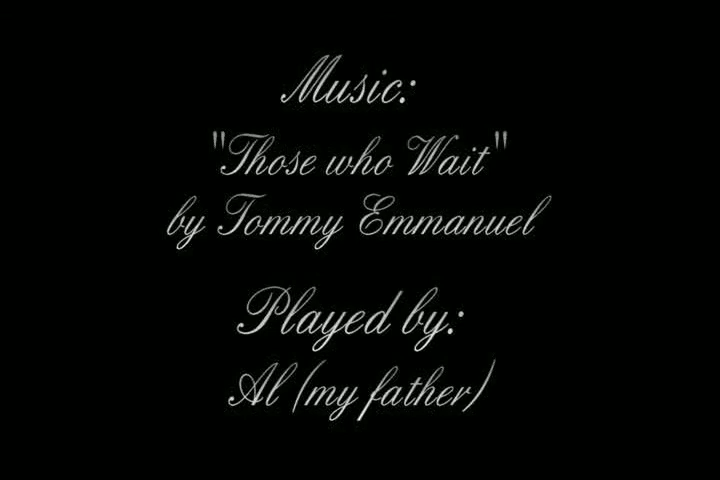 Music:
"Those who Wait"
by Tommy Emmanuel
Played by:
Al (my father)